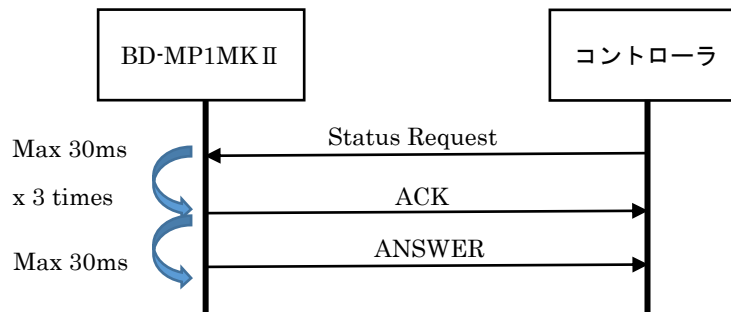 BD-MP1MKⅡ
コントローラ
Status Request
Max 30ms
x 3 times
ACK
ANSWER
Max 30ms